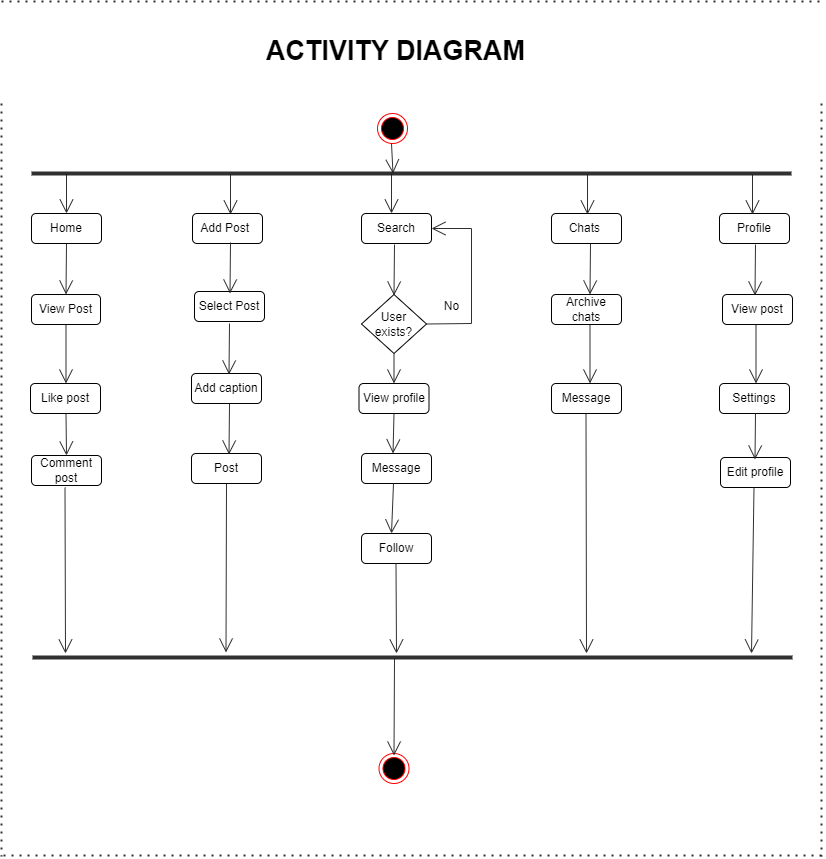 ACTIVITY DIAGRAM
Home
Add Post
Search
Chats
Profile
View Post
Select Post
User
exists?
No
Archive
chats
View post
Like post
Add caption
View profile
Message
Settings
Comment
post
Post
Message
Edit profile
Follow